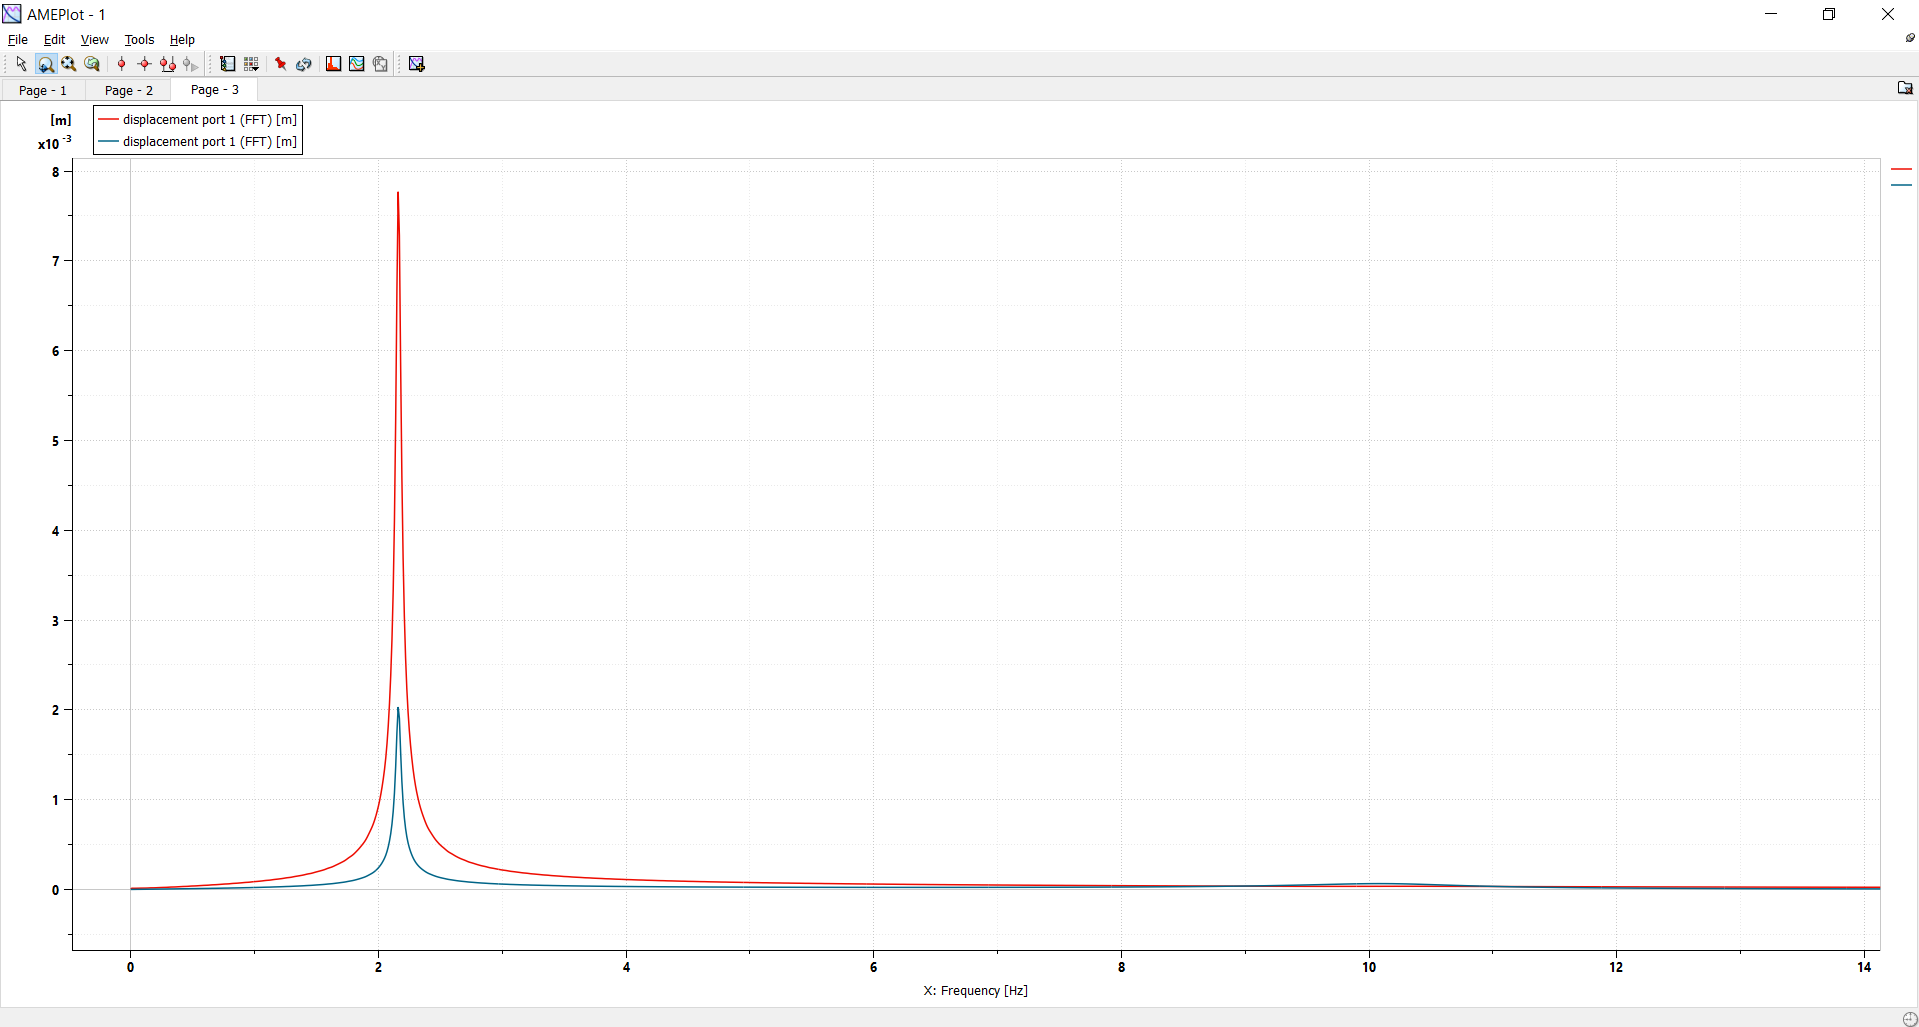 AMEPlot - 1
File Edit View Tools Help
Page - 1 Page - 2 Page - 3
[m]
x10 -3
displacement port 1 (FFT) [m]
displacement port 1 (FFT) [m]
8
7
6
5
4
3
2
1
0
0 2 4 6 8 10 12 14
X: Frequency [Hz]